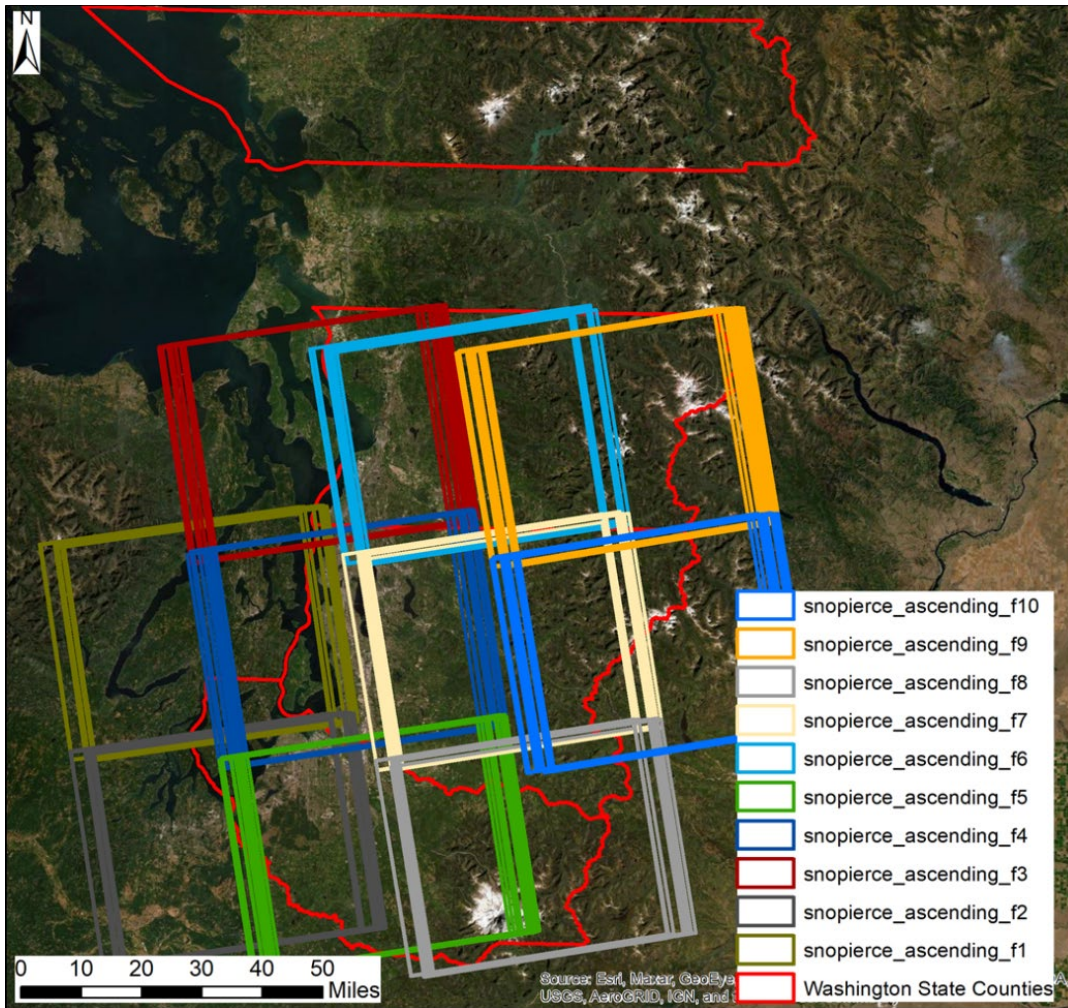 N
snopierce_ascending_f10
snopierce_ascending_f9
snopierce_ascending_f8
snopierce_ascending_f7
snopierce_ascending_f6
snopierce_ascending_f5
snopierce_ascending_f4
snopierce_ascending_f3
snopierce_ascending_f2
snopierce_ascending_f1
Washington State Counties
0 10 20 30 40 50
Miles
Source: Esri, Maxar, GeoEye
USGS, AeroGRID, IGN, and